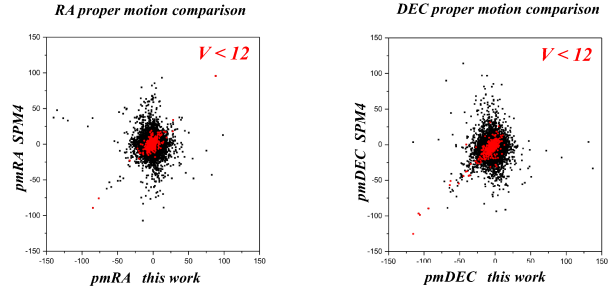 RA proper motion comparison
DEC proper motion comparison
V < 12
V < 12
pmRA SPM4
pmDEC SPM4
150
100
50
0
-50
-100
-150
-150 -100 -50 0 50 100 150
pmRA this work
150
100
50
0
-50
-100
-150
-150 -100 -50 0 50 100 150
pmDEC this work